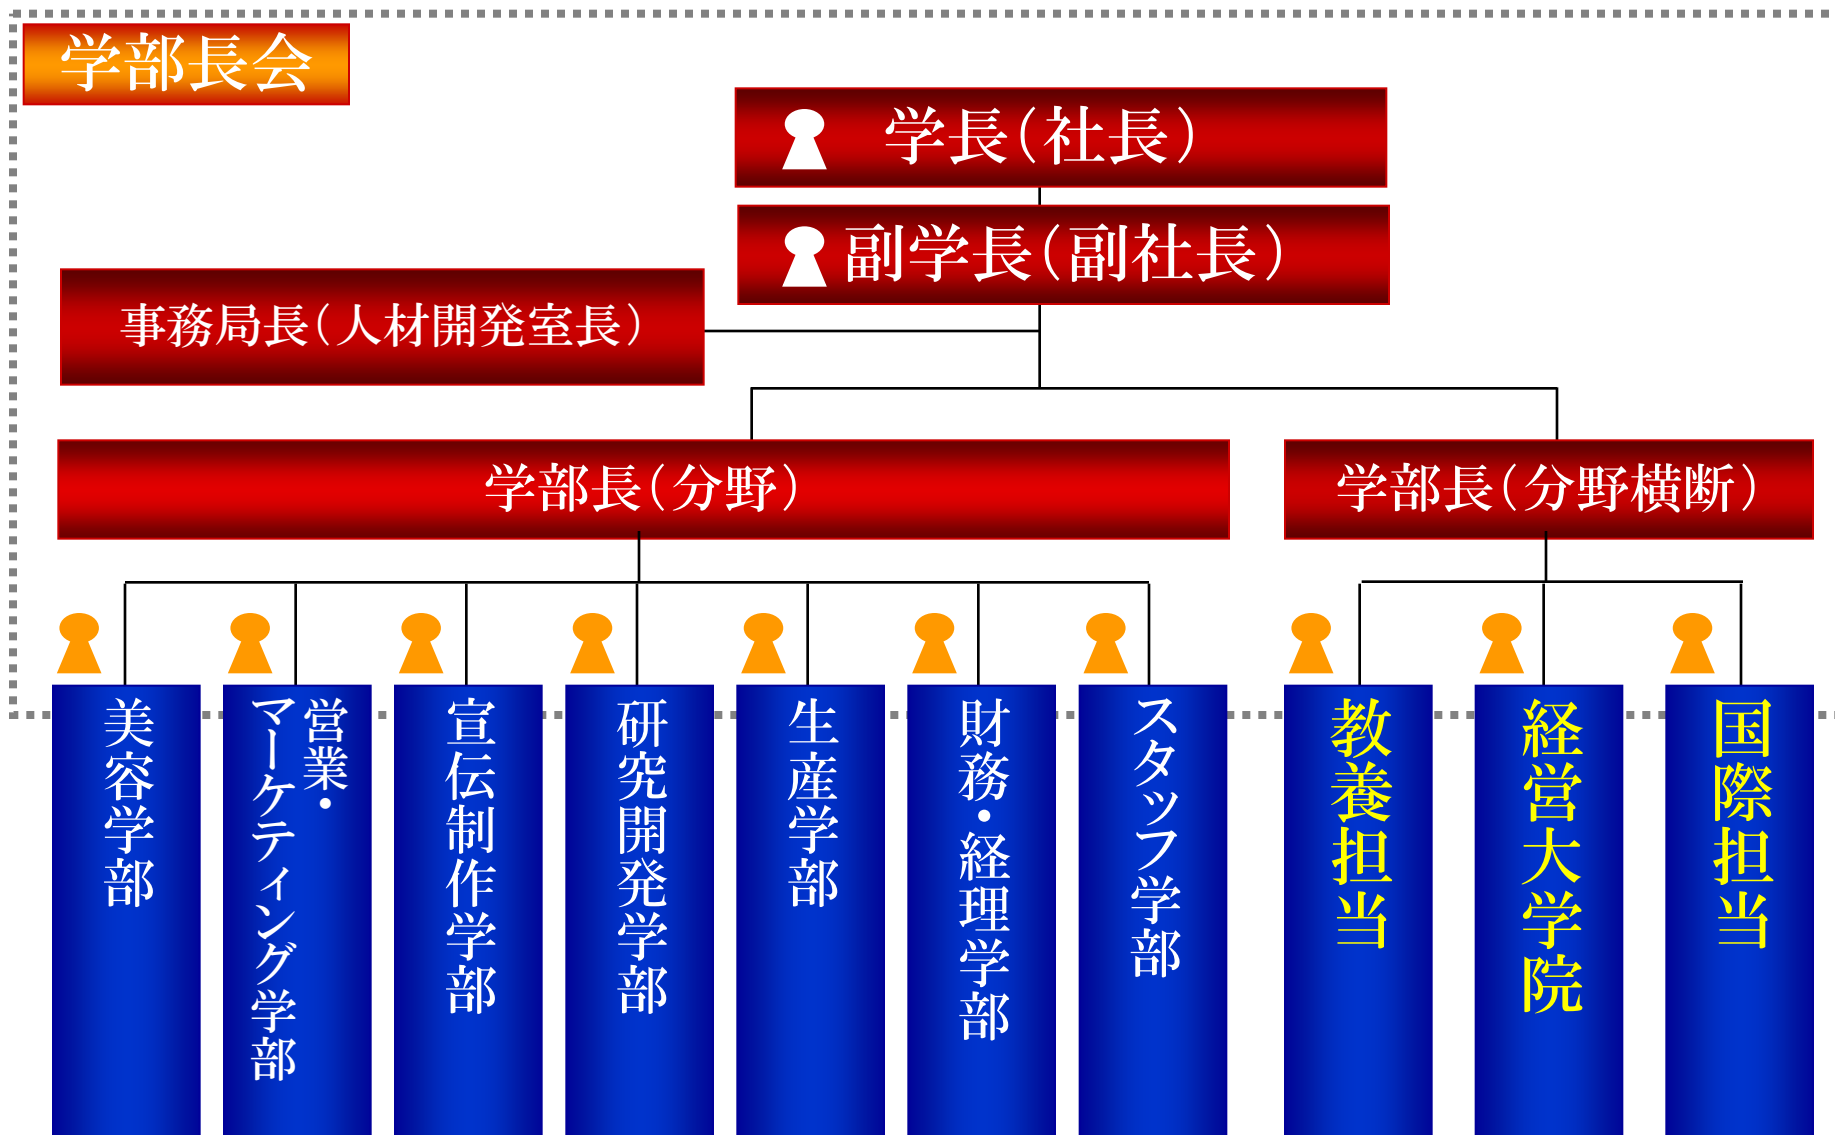 学部長会
学長(社長)
副学長(副社長)
事務局長(人材開発室長)
学部長(分野)
学部長(分野横断)
美容学部
営業・
マーケティング学部
宣伝制作学部
研究開発学部
生産学部
財務・経理学部
スタッフ学部
教養担当
経営大学院
国際担当